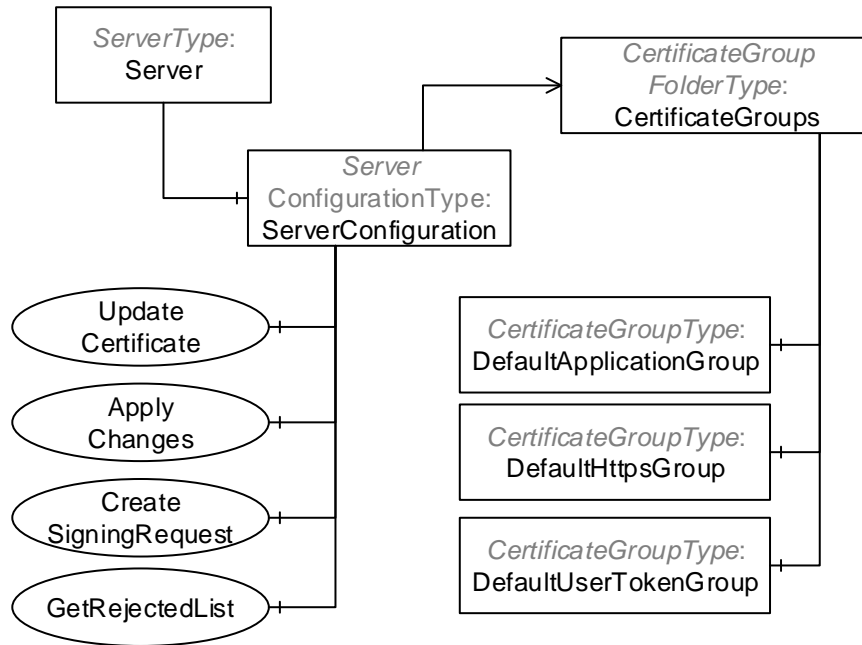 ServerType:
Server
CertificateGroup
FolderType:
CertificateGroups
Server
ConfigurationType:
ServerConfiguration
Update
Certificate
Apply
Changes
Create
SigningRequest
GetRejectedList
CertificateGroupType:
DefaultApplicationGroup
CertificateGroupType:
DefaultHttpsGroup
CertificateGroupType:
DefaultUserTokenGroup